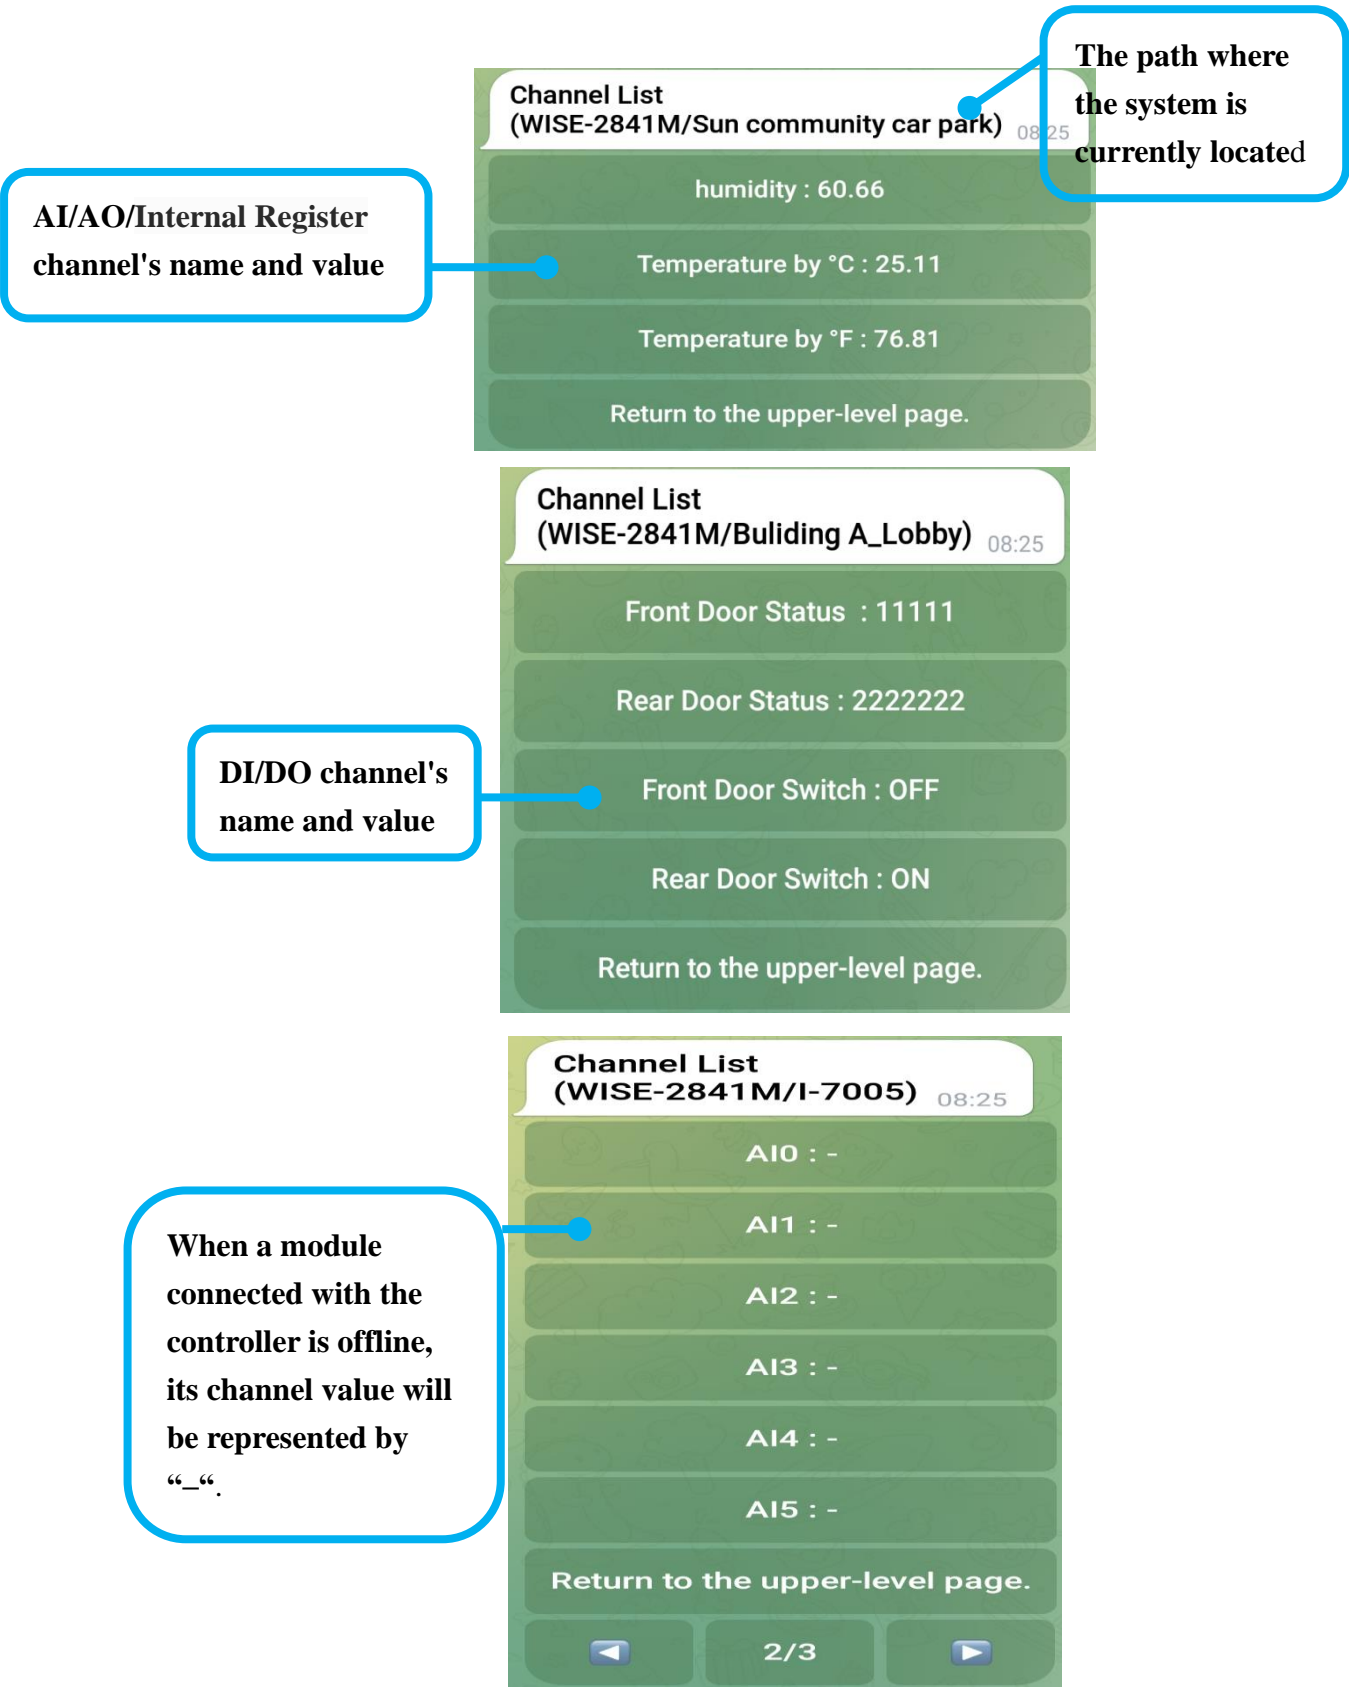 The path where
the system is
currently located
Channel List
(WISE-2841M/Sun community car park) 08:25
humidity : 60.66
AI/AO/Internal Register
channel's name and value
Temperature by °C : 25.11
Temperature by °F : 76.81
Return to the upper-level page.
Channel List
(WISE-2841M/Buliding A_Lobby) 08:25
Front Door Status : 11111
Rear Door Status : 2222222
DI/DO channel's
name and value
Front Door Switch : OFF
Rear Door Switch : ON
Return to the upper-level page.
Channel List
(WISE-2841M/I-7005) 08:25
AI0 : -
AI1 : -
When a module
connected with the
controller is offline,
its channel value will
be represented by
“–“.
AI2 : -
AI3 : -
AI4 : -
AI5 : -
Return to the upper-level page.
2/3